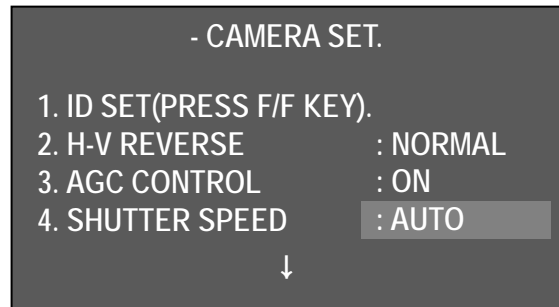 - CAMERA SET.
1. ID SET(PRESS F/F KEY).
2. H-V REVERSE : NORMAL
3. AGC CONTROL : ON
4. SHUTTER SPEED : AUTO
↓